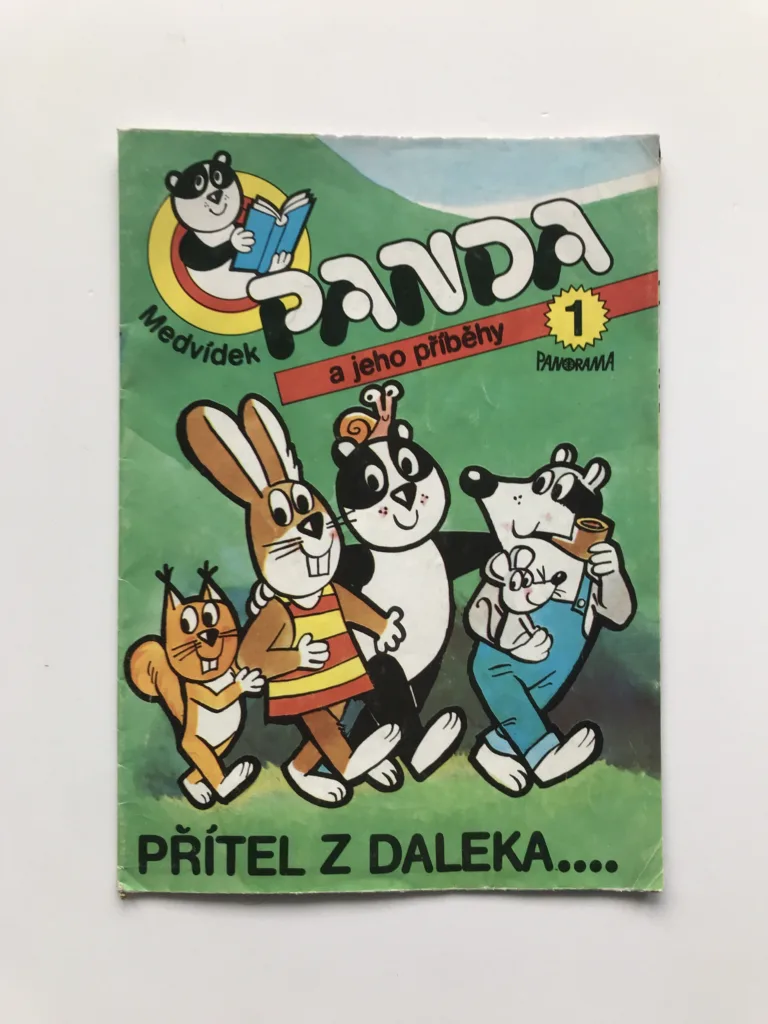 Medvídek
PANDA
a jeho příběhy
1
PANORAMA
PŘÍTEL Z DALEKA....